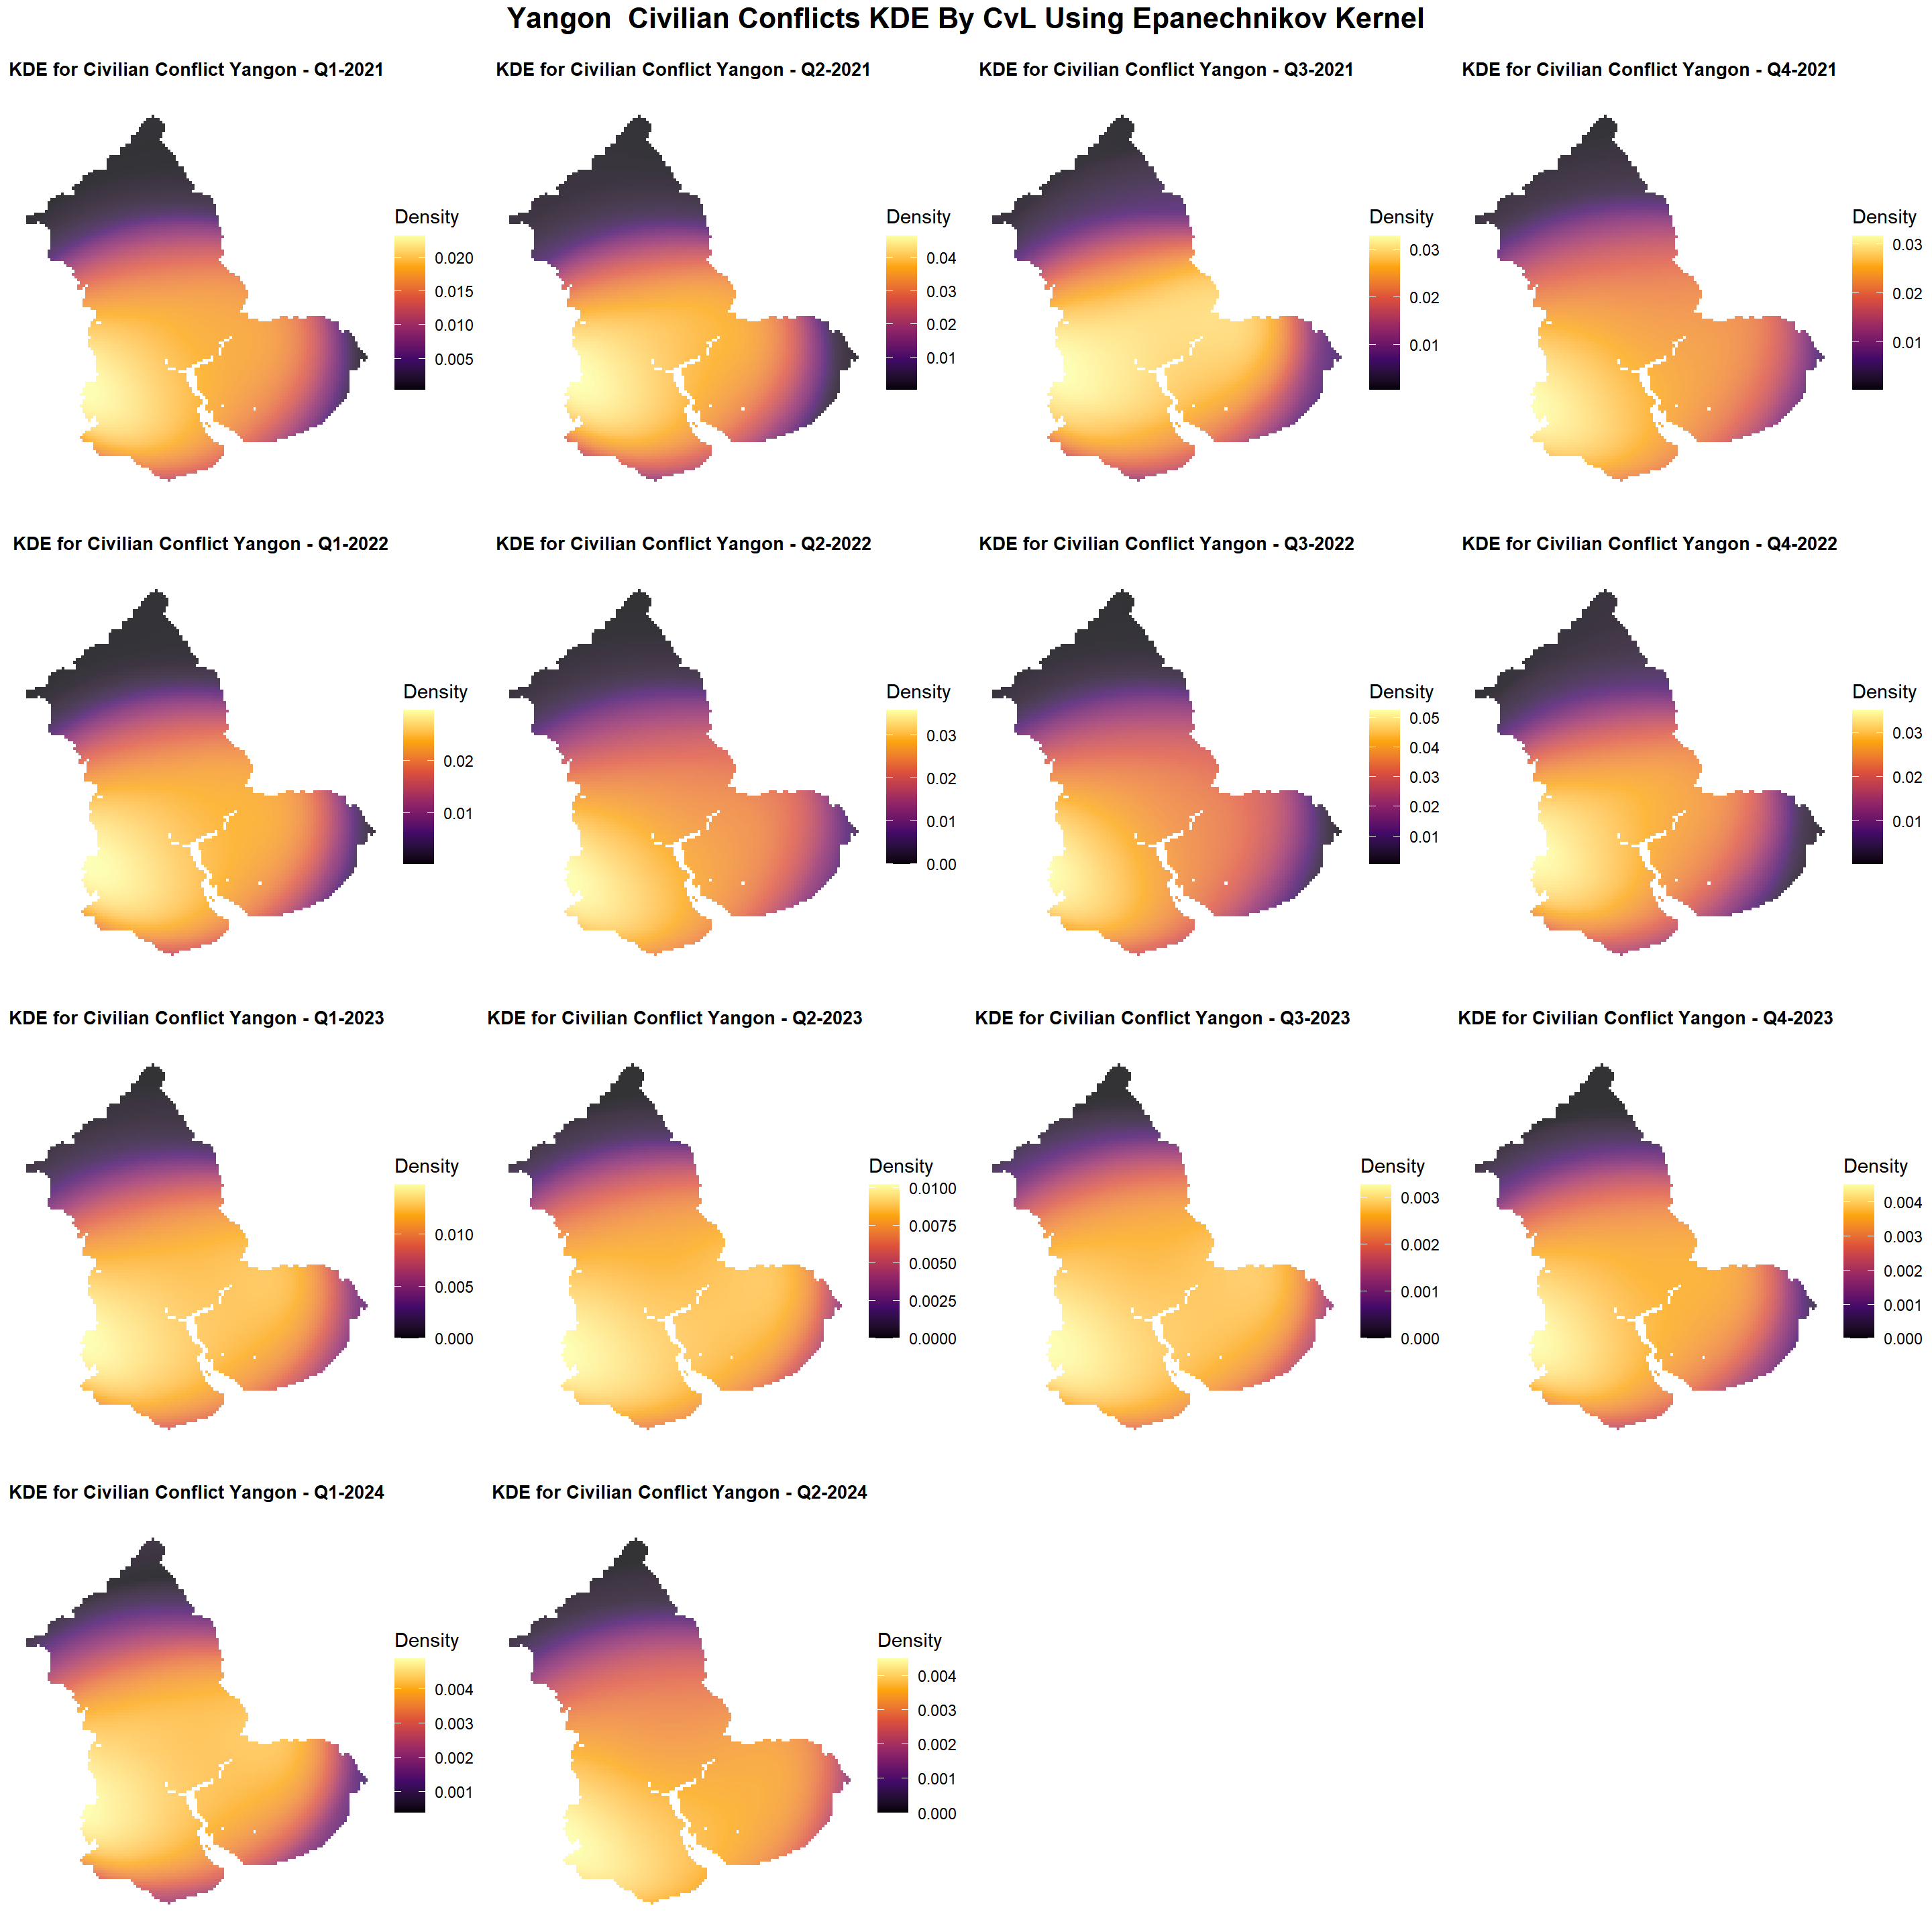 Yangon  Civilian Conflicts KDE By CvL Using Epanechnikov Kernel
KDE for Civilian Conflict Yangon - Q1-2021
Density
0.020
0.015
0.010
0.005
KDE for Civilian Conflict Yangon - Q2-2021
Density
0.04
0.03
0.02
0.01
KDE for Civilian Conflict Yangon - Q3-2021
Density
0.03
0.02
0.01
KDE for Civilian Conflict Yangon - Q4-2021
Density
0.03
0.02
0.01
KDE for Civilian Conflict Yangon - Q1-2022
Density
0.02
0.01
KDE for Civilian Conflict Yangon - Q2-2022
Density
0.03
0.02
0.01
0.00
KDE for Civilian Conflict Yangon - Q3-2022
Density
0.05
0.04
0.03
0.02
0.01
KDE for Civilian Conflict Yangon - Q4-2022
Density
0.03
0.02
0.01
KDE for Civilian Conflict Yangon - Q1-2023
Density
0.010
0.005
0.000
KDE for Civilian Conflict Yangon - Q2-2023
Density
0.0100
0.0075
0.0050
0.0025
0.0000
KDE for Civilian Conflict Yangon - Q3-2023
Density
0.003
0.002
0.001
0.000
KDE for Civilian Conflict Yangon - Q4-2023
Density
0.004
0.003
0.002
0.001
0.000
KDE for Civilian Conflict Yangon - Q1-2024
Density
0.004
0.003
0.002
0.001
KDE for Civilian Conflict Yangon - Q2-2024
Density
0.004
0.003
0.002
0.001
0.000